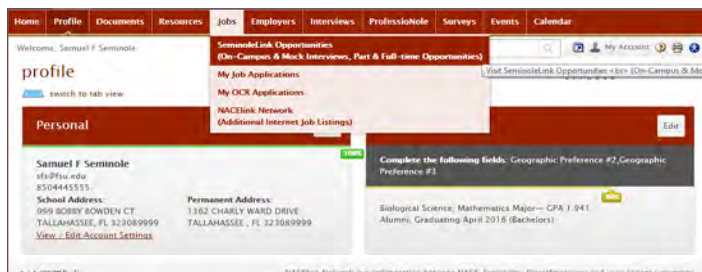 Home Profile Documents Resources Jobs Employers Interviews ProfessioNole Surveys Events Calendar
Welcome, Samuel F Seminole
SeminoleLink Opportunities
(On-Campus & Mock Interviews, Part & Full-time Opportunities)
My Account
profile
My Job Applications
Visit SeminoleLink Opportunities <br> (On-Campus & Mo
switch to tab view
My OCR Applications
NACElink Network
(Additional Internet Job Listings)
Personal
Edit
100%
Samuel F Seminole
sfs@fsu.edu
8504445555
School Address:
999 BOBBY BOWDEN CT
TALLAHASSEE, FL 323089999
View / Edit Account Settings
Permanent Address:
1362 CHARLY WARD DRIVE
TALLAHASSEE , FL 323089999
Complete the following fields: Geographic Preference #2,Geographic
Preference #3
Biological Science, Mathematics Major— GPA 1.941
Alumni, Graduating April 2016 (Bachelors)